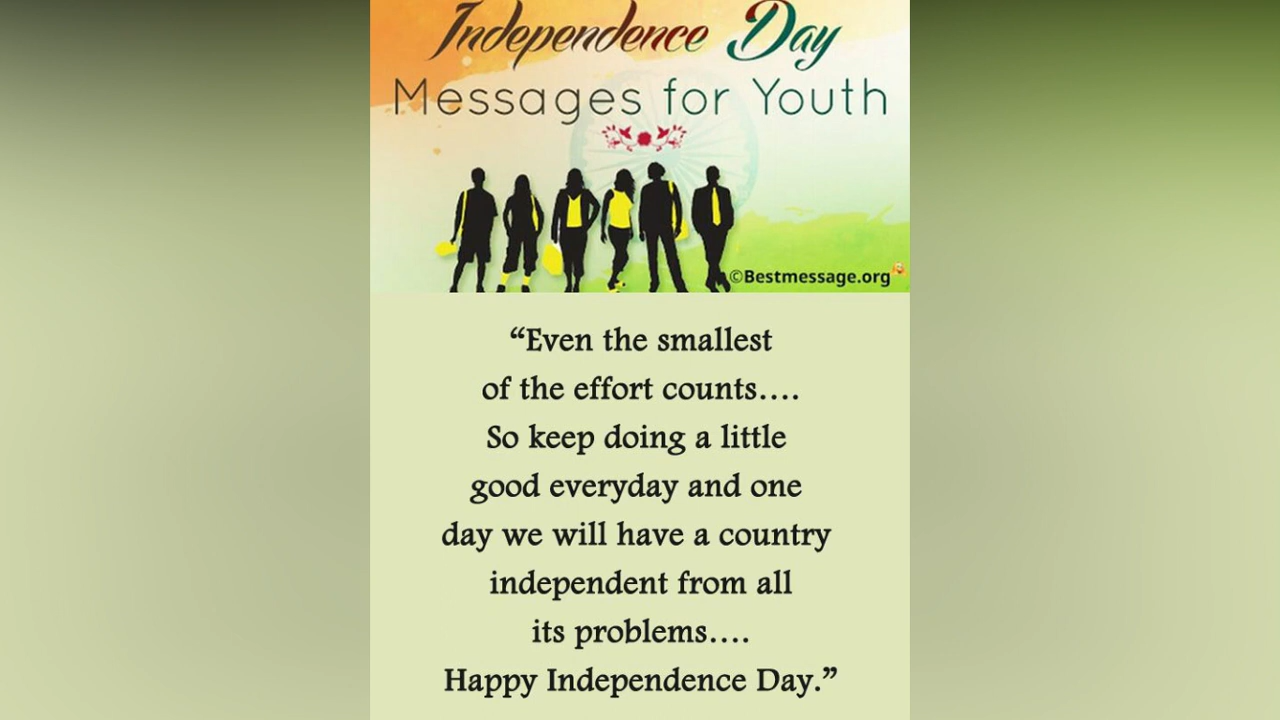 Independence Day
Messages for Youth
©Bestmessage.org
“Even the smallest
of the effort counts....
So keep doing a little
good everyday and one
day we will have a country
independent from all
its problems....
Happy Independence Day.”